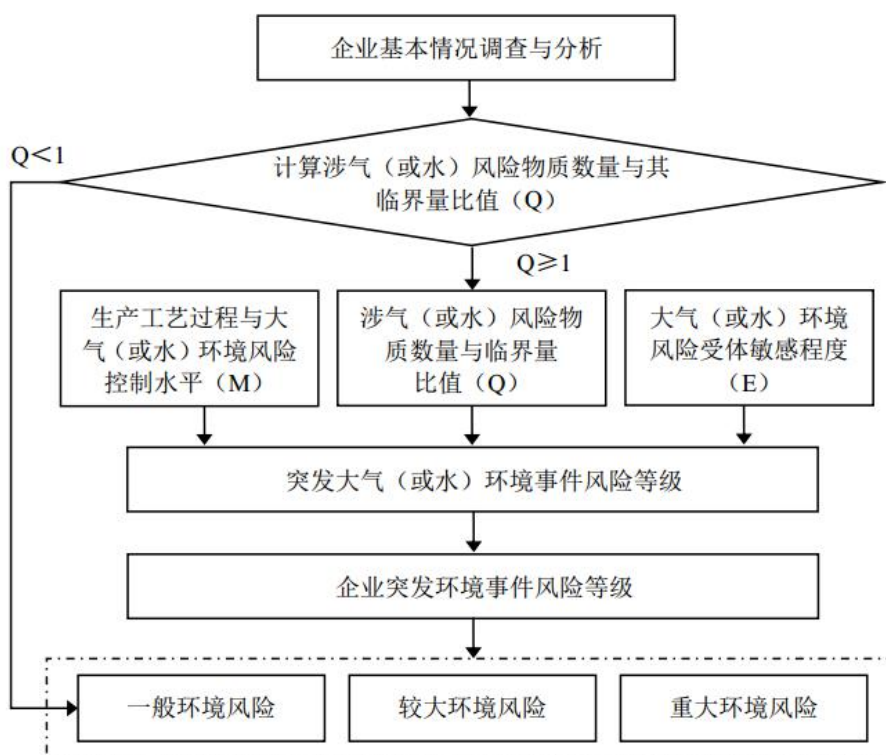 企业基本情况调查与分析
Q＜1
计算涉气（或水）风险物质数量与其
临界量比值（Q）
Q≥1
生产工艺过程与大
气（或水）环境风险
控制水平（M）
涉气（或水）风险物
质数量与临界量
比值（Q）
大气（或水）环境
风险受体敏感程度
（E）
突发大气（或水）环境事件风险等级
企业突发环境事件风险等级
一般环境风险
较大环境风险
重大环境风险